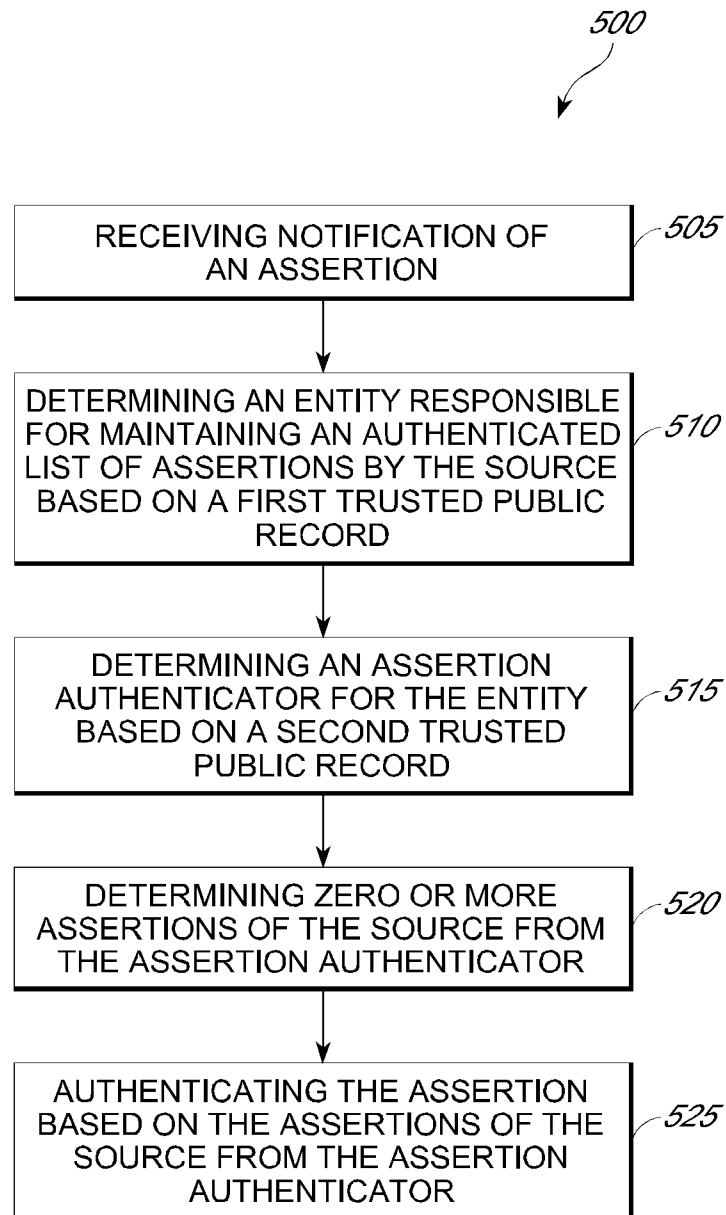 500
RECEIVING NOTIFICATION OF
AN ASSERTION
505
DETERMINING AN ENTITY RESPONSIBLE
FOR MAINTAINING AN AUTHENTICATED
LIST OF ASSERTIONS BY THE SOURCE
BASED ON A FIRST TRUSTED PUBLIC
RECORD
510
DETERMINING AN ASSERTION
AUTHENTICATOR FOR THE ENTITY
BASED ON A SECOND TRUSTED
PUBLIC RECORD
515
DETERMINING ZERO OR MORE
ASSERTIONS OF THE SOURCE FROM
THE ASSERTION AUTHENTICATOR
520
AUTHENTICATING THE ASSERTION
BASED ON THE ASSERTIONS OF THE
SOURCE FROM THE ASSERTION
AUTHENTICATOR
525